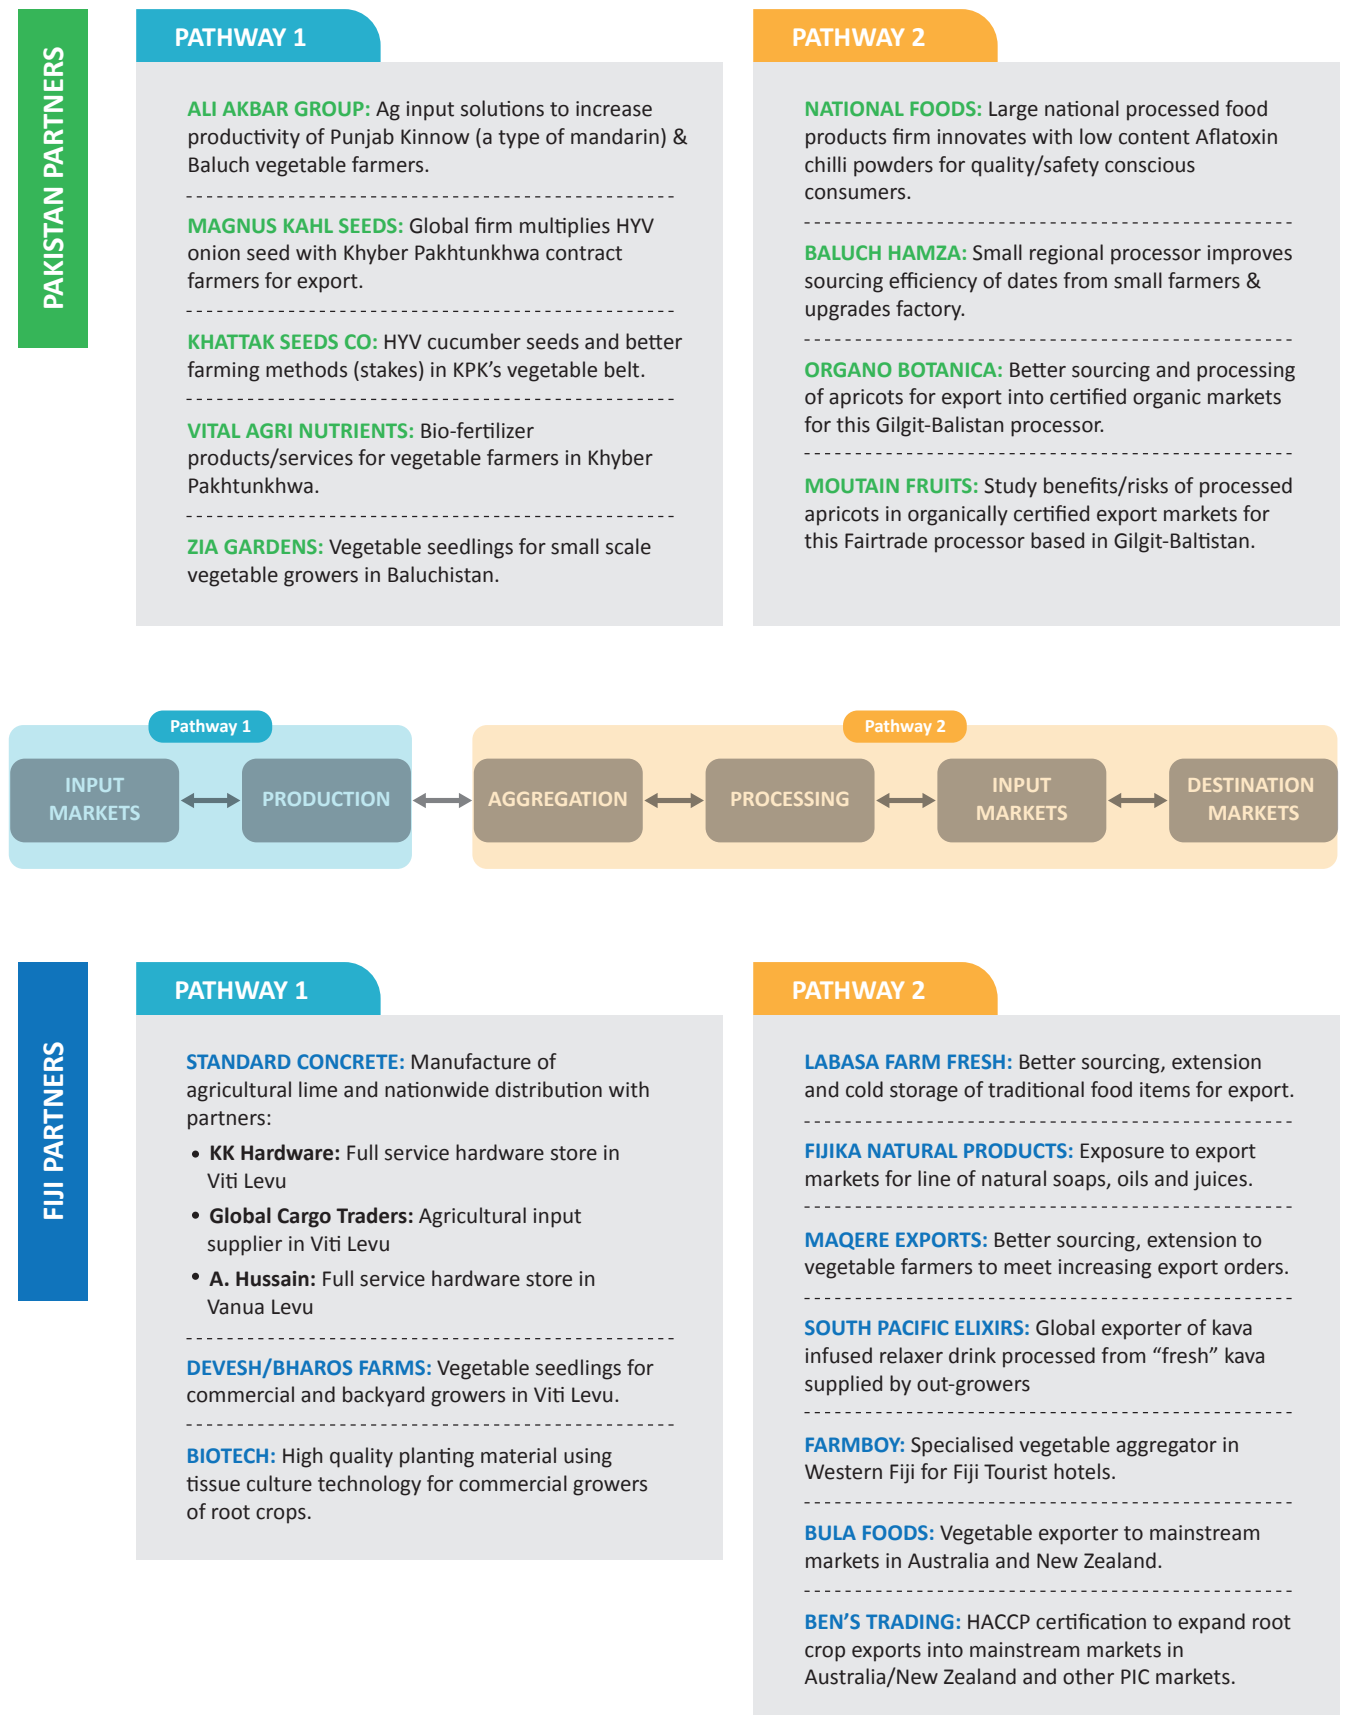 PAKISTAN PARTNERS
PATHWAY 1
ALI AKBAR GROUP: Ag input solutions to increase
productivity of Punjab Kinnow (a type of mandarin) &
Baluch vegetable farmers.
MAGNUS KAHL SEEDS: Global firm multiplies HYV
onion seed with Khyber Pakhtunkhwa contract
farmers for export.
KHATTAK SEEDS CO: HYV cucumber seeds and better
farming methods (stakes) in KPK’s vegetable belt.
VITAL AGRI NUTRIENTS: Bio-fertilizer
products/services for vegetable farmers in Khyber
Pakhtunkhwa.
ZIA GARDENS: Vegetable seedlings for small scale
vegetable growers in Baluchistan.
PATHWAY 2
NATIONAL FOODS: Large national processed food
products firm innovates with low content Aflatoxin
chilli powders for quality/safety conscious
consumers.
BALUCH HAMZA: Small regional processor improves
sourcing efficiency of dates from small farmers &
upgrades factory.
ORGANO BOTANICA: Better sourcing and processing
of apricots for export into certified organic markets
for this Gilgit-Balistan processor.
MOUTAIN FRUITS: Study benefits/risks of processed
apricots in organically certified export markets for
this Fairtrade processor based in Gilgit-Baltistan.
Pathway 1
INPUT
MARKETS
PRODUCTION
Pathway 2
AGGREGATION
PROCESSING
INPUT
MARKETS
DESTINATION
MARKETS
FIJI PARTNERS
PATHWAY 1
STANDARD CONCRETE: Manufacture of
agricultural lime and nationwide distribution with
partners:
• KK Hardware: Full service hardware store in
Viti Levu
• Global Cargo Traders: Agricultural input
supplier in Viti Levu
• A. Hussain: Full service hardware store in
Vanua Levu
DEVESH/BHAROS FARMS: Vegetable seedlings for
commercial and backyard growers in Viti Levu.
BIOTECH: High quality planting material using
tissue culture technology for commercial growers
of root crops.
PATHWAY 2
LABASA FARM FRESH: Better sourcing, extension
and cold storage of traditional food items for export.
FIJIKA NATURAL PRODUCTS: Exposure to export
markets for line of natural soaps, oils and juices.
MAQERE EXPORTS: Better sourcing, extension to
vegetable farmers to meet increasing export orders.
SOUTH PACIFIC ELIXIRS: Global exporter of kava
infused relaxer drink processed from “fresh” kava
supplied by out-growers
FARMBOY: Specialised vegetable aggregator in
Western Fiji for Fiji Tourist hotels.
BULA FOODS: Vegetable exporter to mainstream
markets in Australia and New Zealand.
BEN’S TRADING: HACCP certification to expand root
crop exports into mainstream markets in
Australia/New Zealand and other PIC markets.